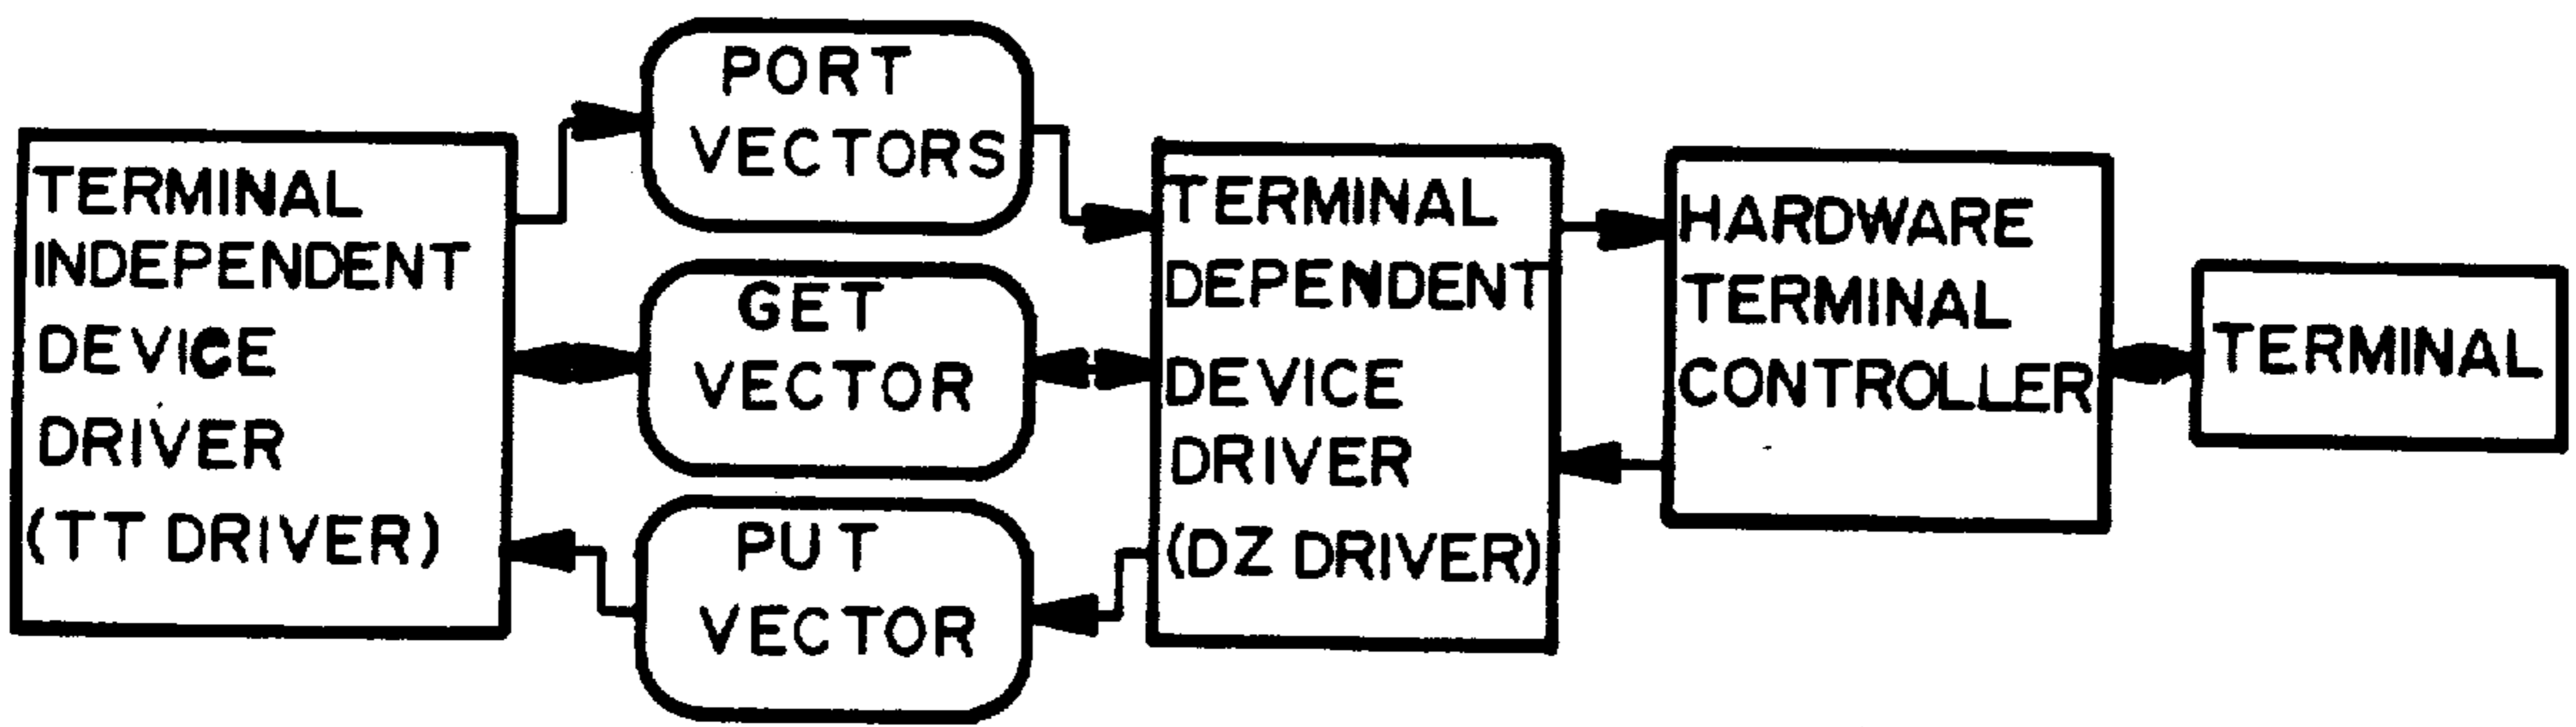 TERMINAL
INDEPENDENT
DEVICE
DRIVER
(TT DRIVER)
PORT
VECTORS
GET
VECTOR
PUT
VECTOR
TERMINAL
DEPENDENT
DEVICE
DRIVER
(DZ DRIVER)
HARDWARE
TERMINAL
CONTROLLER
TERMINAL